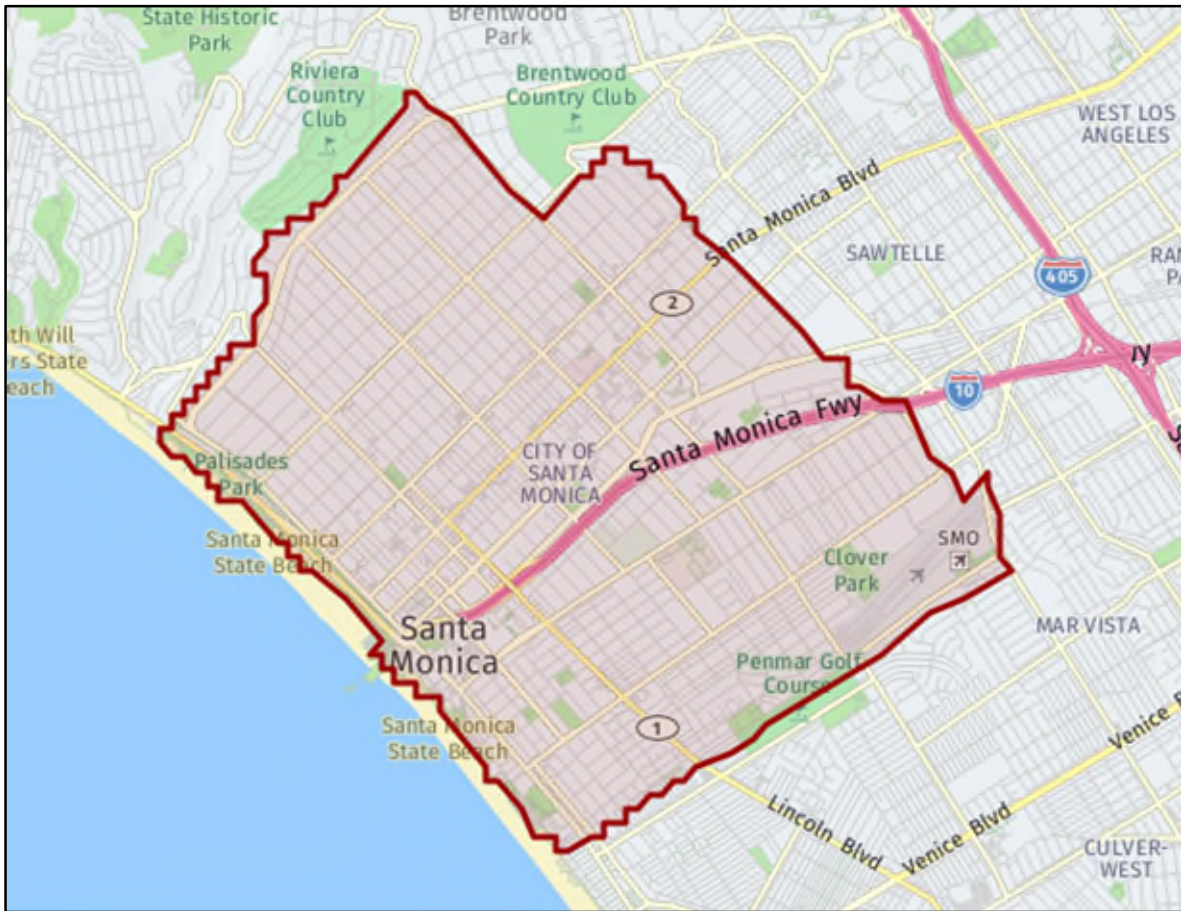 State Historic
Park
Brentwood
Park
Riviera
Country
Club
Brentwood
Country Club
WEST LOS
ANGELES
Santa Monica Blvd
SAWTELLE
405
2
10
Santa Monica Fwy
CITY OF
SANTA
MONICA
Palisades
Park
Santa Monica
State Beach
SMO
Clover
Park
Santa
Monica
MAR VISTA
Penmar Golf
Course
Santa Monica
State Beach
1
Lincoln Blvd
Venice Blvd
Venice
CULVER-
WEST